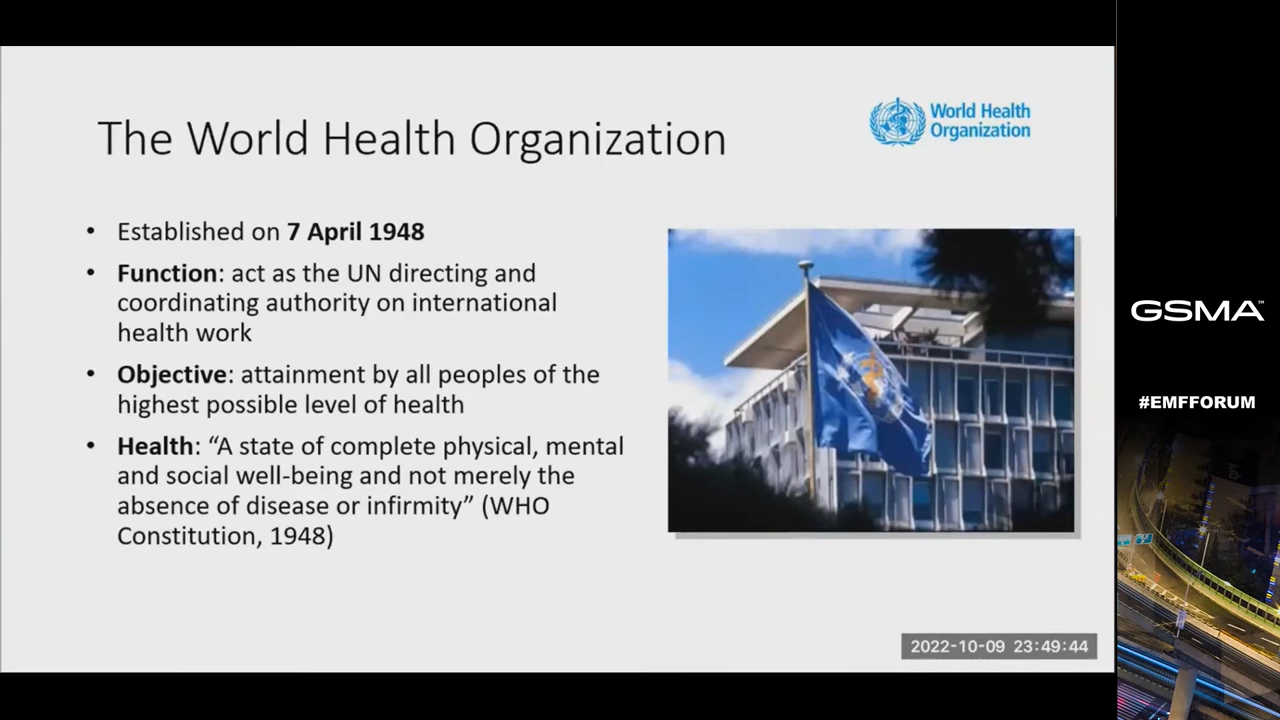 The World Health Organization
World Health
Organization
• Established on 7 April 1948
• Function: act as the UN directing and
coordinating authority on international
health work
• Objective: attainment by all peoples of the
highest possible level of health
• Health: “A state of complete physical, mental
and social well-being and not merely the
absence of disease or infirmity” (WHO
Constitution, 1948)
2022-10-09 23:49:44
GSMA™
#EMFFORUM